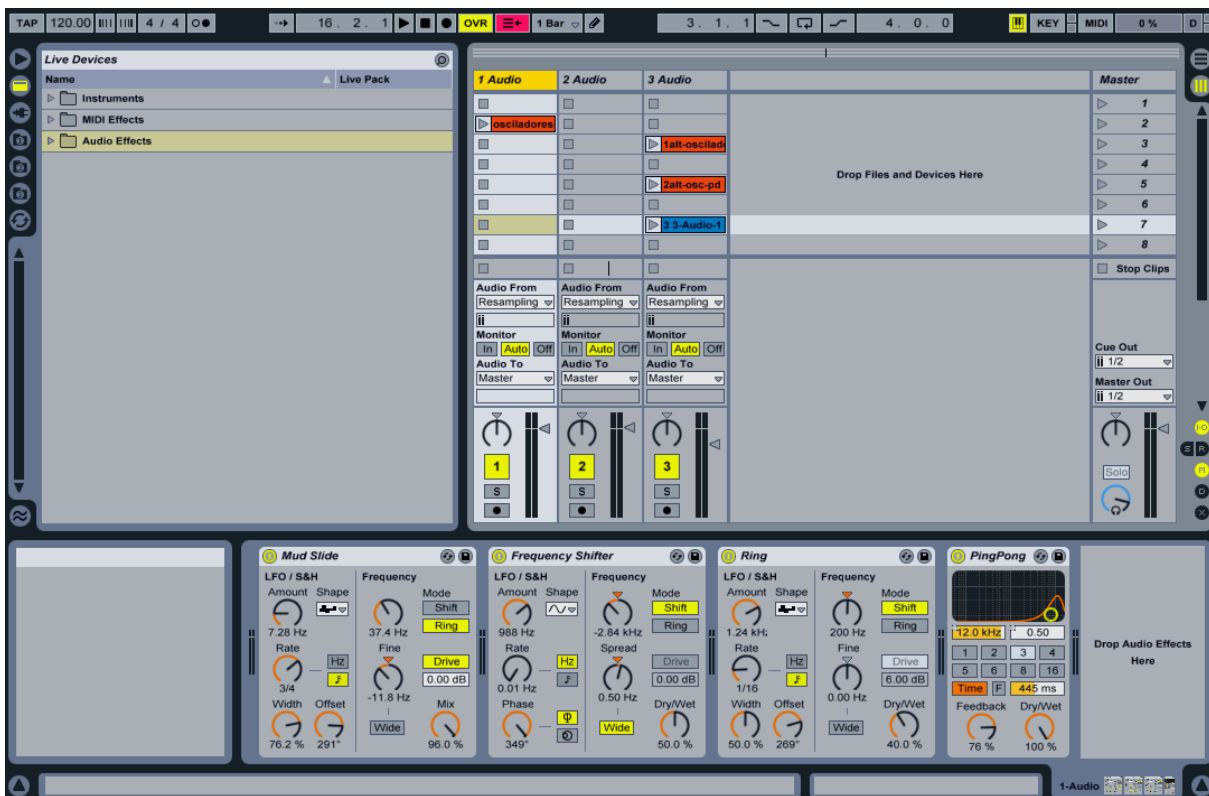 TAP 120.00 4 / 4 16 . 2 . 1 OVR 1 Bar 3 . 1 . 1 4 . 0 . 0 KEY MIDI 0 % D
Live Devices
Name Live Pack
Instruments
MIDI Effects
Audio Effects
1 Audio 2 Audio 3 Audio Master
1
osciladores 2
1alt-oscilad 3
4
Drop Files and Devices Here
2alt-osc-pd 5
6
3 3-Audio-1 7
8
Stop Clips
Audio From Audio From Audio From
Resampling Resampling Resampling
ii ii ii
Monitor Monitor Monitor
In Auto Off In Auto Off In Auto Off
Cue Out
ii 1/2
Audio To Audio To Audio To
Master Master Master
Master Out
ii 1/2
1 2 3
Solo
S S S
I·O
S R
M
D
X
Mud Slide
LFO / S&H Frequency
Amount Shape Mode
Shift
7.28 Hz 37.4 Hz Ring
Rate Fine
Hz Drive
3/4 -11.8 Hz 0.00 dB
Width Offset Mix
Wide
76.2 % 291° 96.0 %
Frequency Shifter
LFO / S&H Frequency
Amount Shape Mode
Shift
988 Hz -2.84 kHz Ring
Rate Spread
Hz Drive
0.01 Hz 0.50 Hz 0.00 dB
Phase Dry/Wet
Φ Wide
349° 50.0 %
Ring
LFO / S&H Frequency
Amount Shape Mode
Shift
1.24 kH: 200 Hz Ring
Rate Fine
Hz Drive
1/16 0.00 Hz 6.00 dB
Width Offset Dry/Wet
Wide
50.0 % 269° 40.0 %
PingPong
12.0 kHz 0.50
1 2 3 4
5 6 8 16
Time F 445 ms
Feedback Dry/Wet
76 % 100 %
Drop Audio Effects
Here
1-Audio